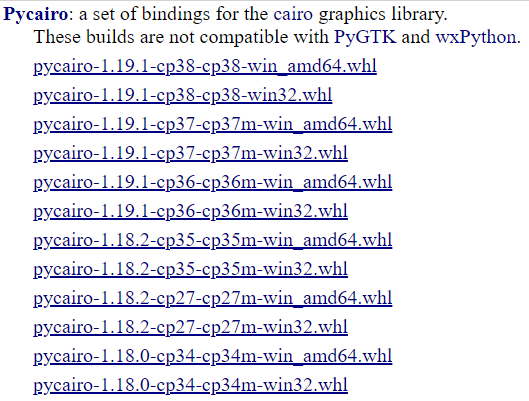 Pycairo: a set of bindings for the cairo graphics library.
These builds are not compatible with PyGTK and wxPython.
pycairo-1.19.1-cp38-cp38-win_amd64.whl
pycairo-1.19.1-cp38-cp38-win32.whl
pycairo-1.19.1-cp37-cp37m-win_amd64.whl
pycairo-1.19.1-cp37-cp37m-win32.whl
pycairo-1.19.1-cp36-cp36m-win_amd64.whl
pycairo-1.19.1-cp36-cp36m-win32.whl
pycairo-1.18.2-cp35-cp35m-win_amd64.whl
pycairo-1.18.2-cp35-cp35m-win32.whl
pycairo-1.18.2-cp27-cp27m-win_amd64.whl
pycairo-1.18.2-cp27-cp27m-win32.whl
pycairo-1.18.0-cp34-cp34m-win_amd64.whl
pycairo-1.18.0-cp34-cp34m-win32.whl